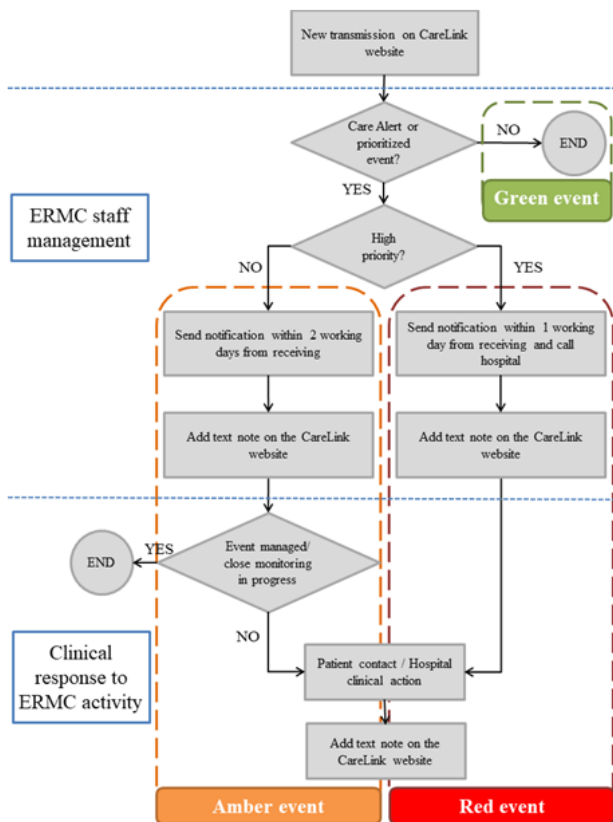 New transmission on CareLink
website
Care Alert or
prioritized
event?
NO
END
YES
Green event
ERMC staff
management
High
priority?
NO
YES
Send notification within 2 working
days from receiving
Send notification within 1 working
day from receiving and call
hospital
Add text note on the CareLink
website
Add text note on the CareLink
website
END
YES
Event managed/
close monitoring
in progress
NO
Clinical
response to
ERMC activity
Patient contact / Hospital
clinical action
Add text note on the
CareLink website
Amber event
Red event